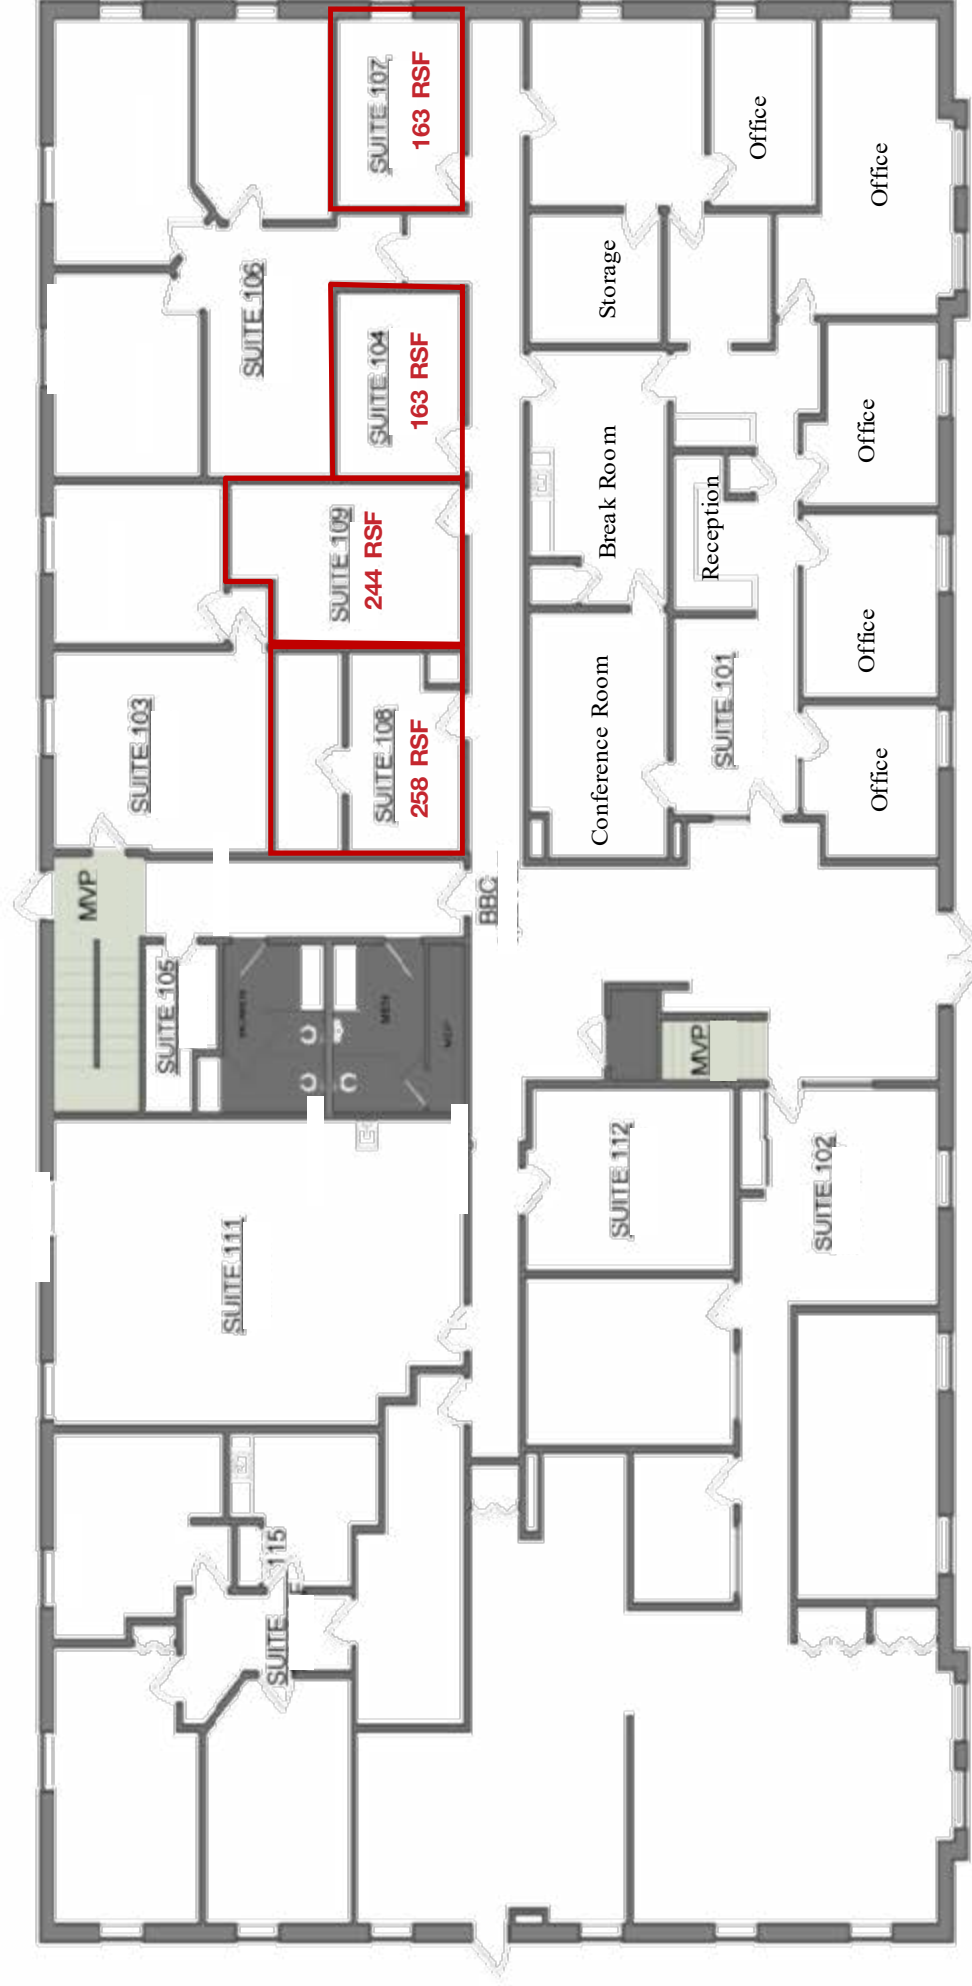 SUITE 107
163 RSF
Office
Office
Storage
SUITE 106
SUITE 104
163 RSF
Office
Break Room
Reception
SUITE 109
244 RSF
Office
SUITE 103
SUITE 108
258 RSF
Conference Room
SUITE 101
Office
MVP
BBC
SUITE 105
WOMEN
MEN
MVP
SUITE 112
SUITE 102
SUITE 111
SUITE 115